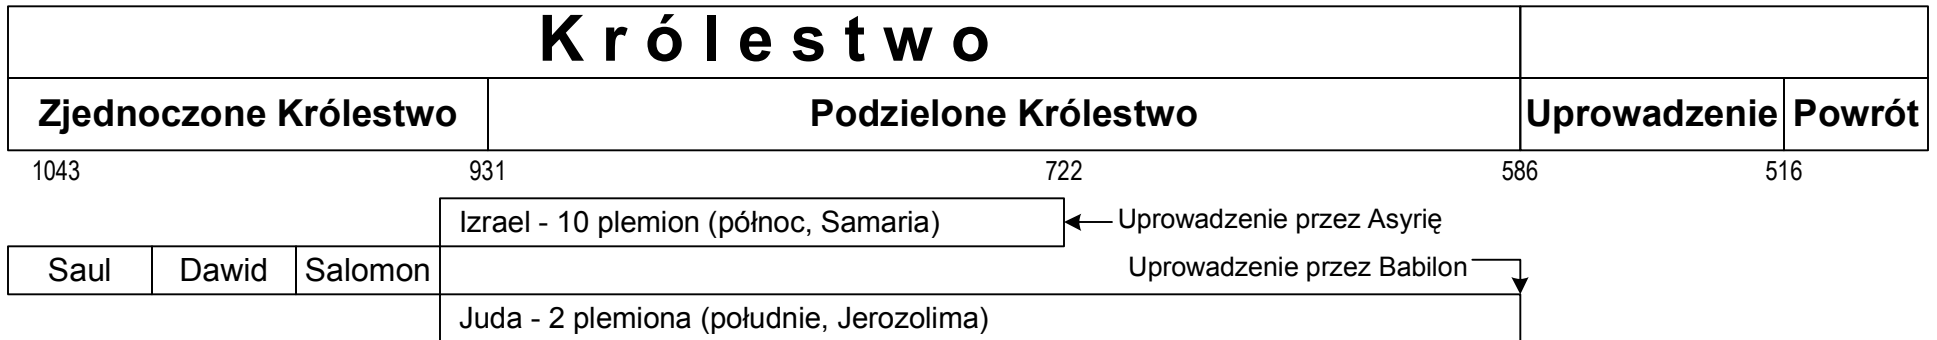 Królestwo
Zjednoczone Królestwo Podzielone Królestwo Uprowadzenie Powrót
1043 931 722 586 516
Izrael - 10 plemion (północ, Samaria) Uprowadzenie przez Asyrię
Saul Dawid Salomon Uprowadzenie przez Babilon
Juda - 2 plemiona (południe, Jerozolima)